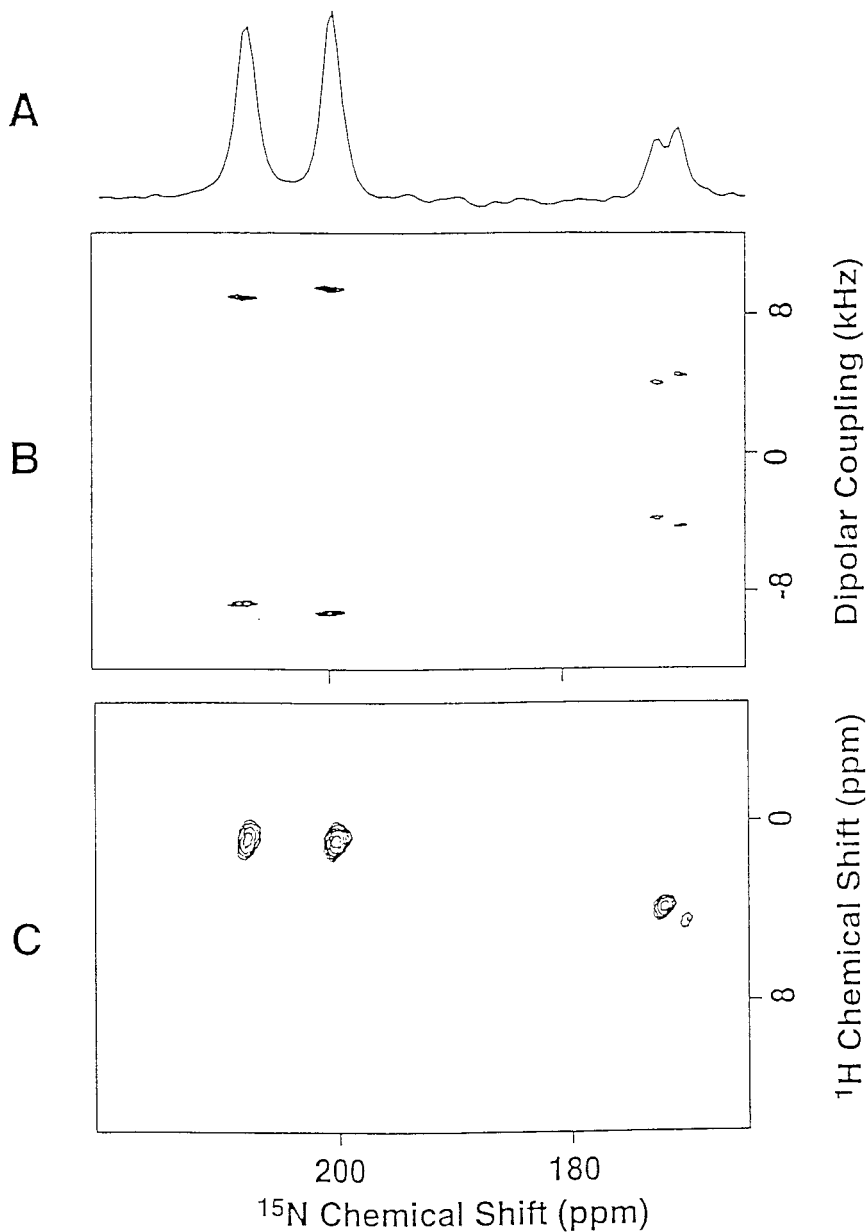 A
B
8
0
-8
Dipolar Coupling (kHz)
C
0
8
¹H Chemical Shift (ppm)
200
180
¹⁵N Chemical Shift (ppm)